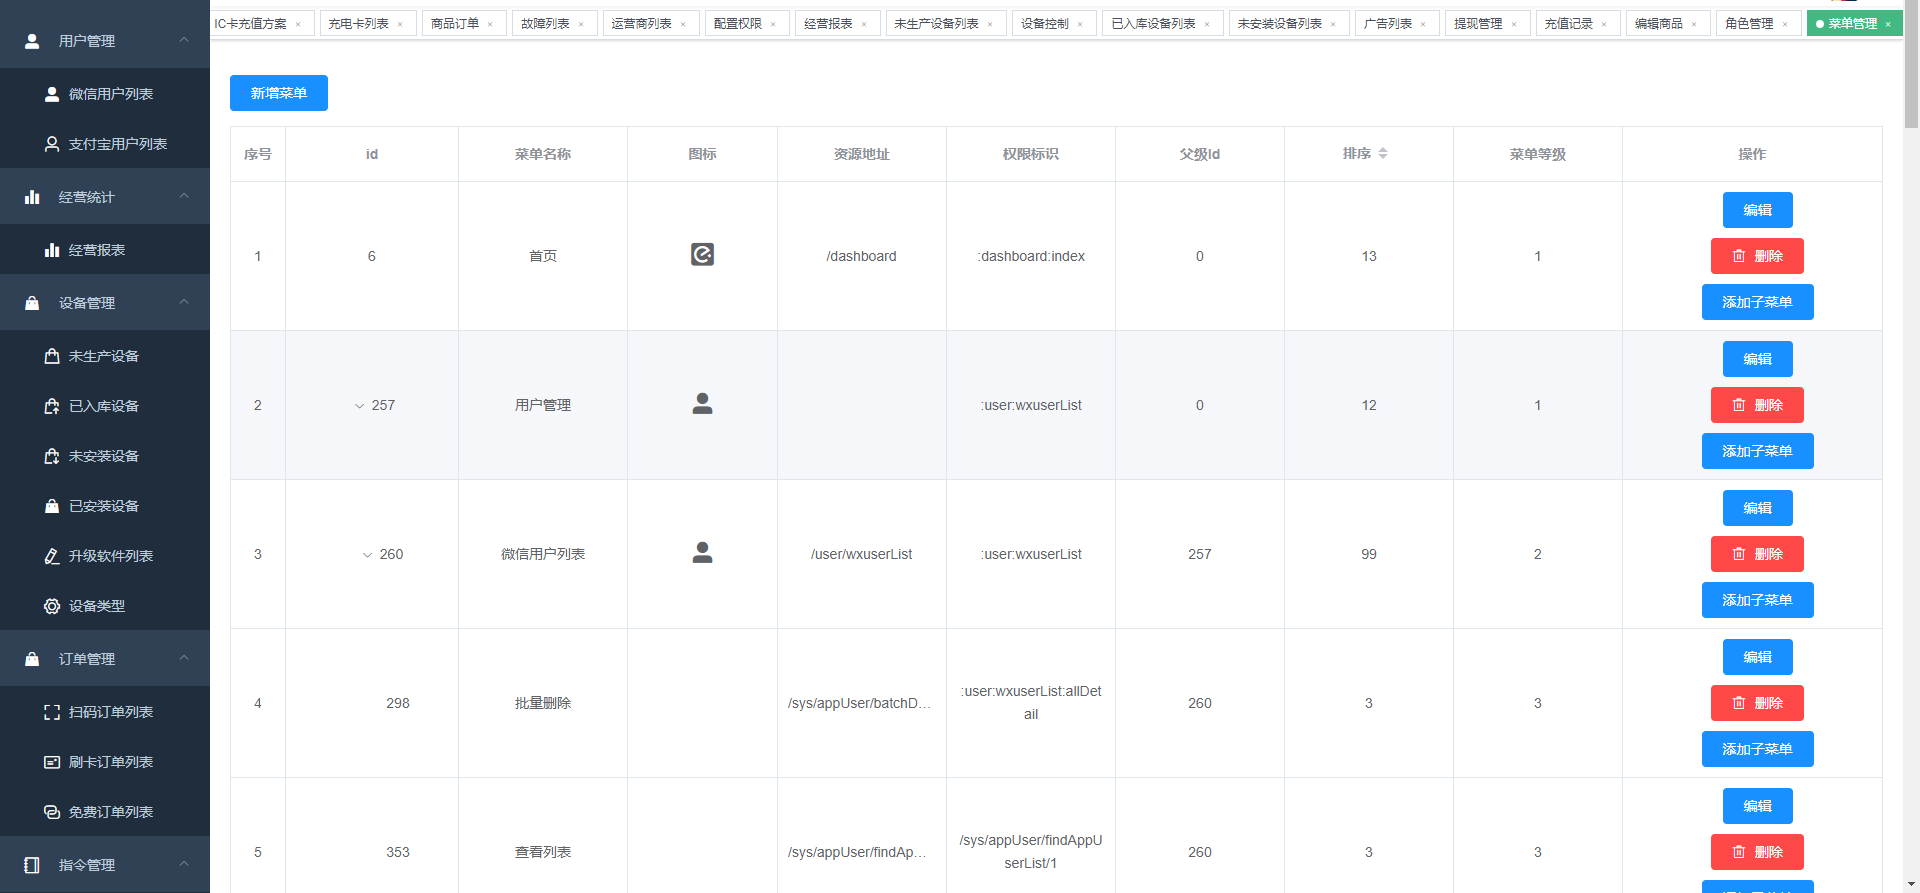 用户管理
微信用户列表
支付宝用户列表
经营统计
经营报表
设备管理
未生产设备
已入库设备
未安装设备
已安装设备
升级软件列表
设备类型
订单管理
扫码订单列表
刷卡订单列表
免费订单列表
指令管理
IC卡充值方案 × 充电卡列表 × 商品订单 × 故障列表 × 运营商列表 × 配置权限 × 经营报表 × 未生产设备列表 × 设备控制 × 已入库设备列表 × 未安装设备列表 × 广告列表 × 提现管理 × 充值记录 × 编辑商品 × 角色管理 × 菜单管理 ×
新增菜单
序号 id 菜单名称 图标 资源地址 权限标识 父级Id 排序 菜单等级 操作
1 6 首页 /dashboard :dashboard:index 0 13 1
编辑
删除
添加子菜单
2 257 用户管理 :user:wxuserList 0 12 1
编辑
删除
添加子菜单
3 260 微信用户列表 /user/wxuserList :user:wxuserList 257 99 2
编辑
删除
添加子菜单
4 298 批量删除 /sys/appUser/batchD... :user:wxuserList:allDet
ail 260 3 3
编辑
删除
添加子菜单
5 353 查看列表 /sys/appUser/findAp... /sys/appUser/findAppU
serList/1 260 3 3
编辑
删除